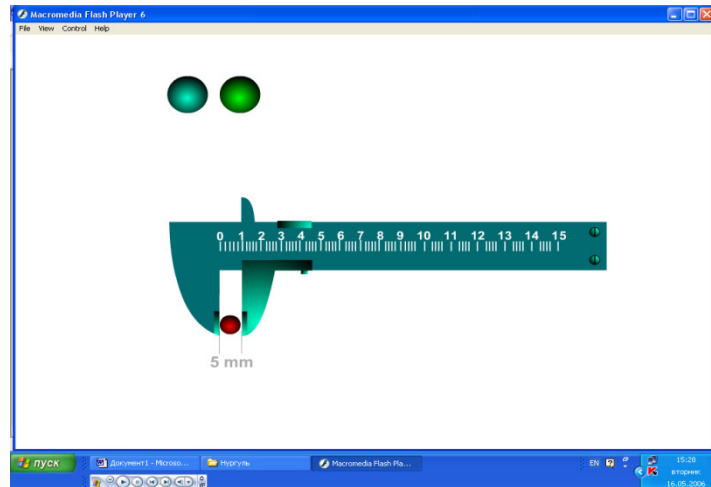 Macromedia Flash Player 6
File View Control Help
0 1 2 3 4 5 6 7 8 9 10 11 12 13 14 15
5 mm
пуск Документ1 - Microso... Нургуль Macromedia Flash Pla... EN 15:28
вторник
16.05.2006